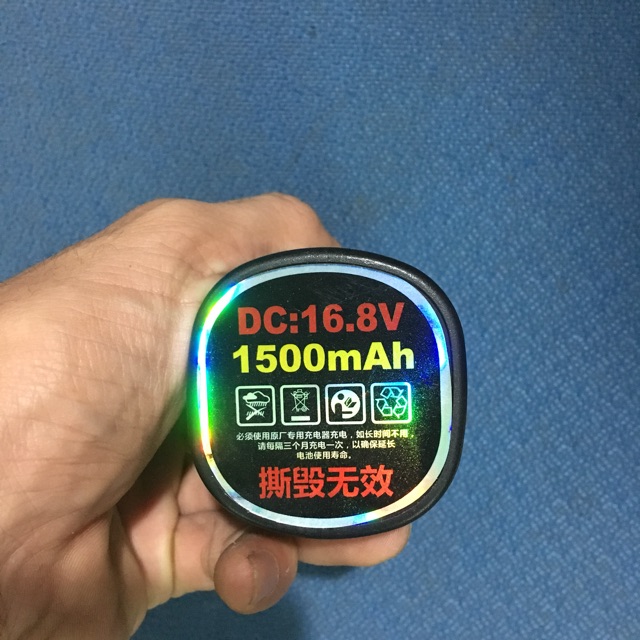 DC:16.8V
1500mAh
必须使用原厂专用充电器充电，如长时间不用，
请每隔三个月充电一次，以确保延长
电池使用寿命。
撕毁无效